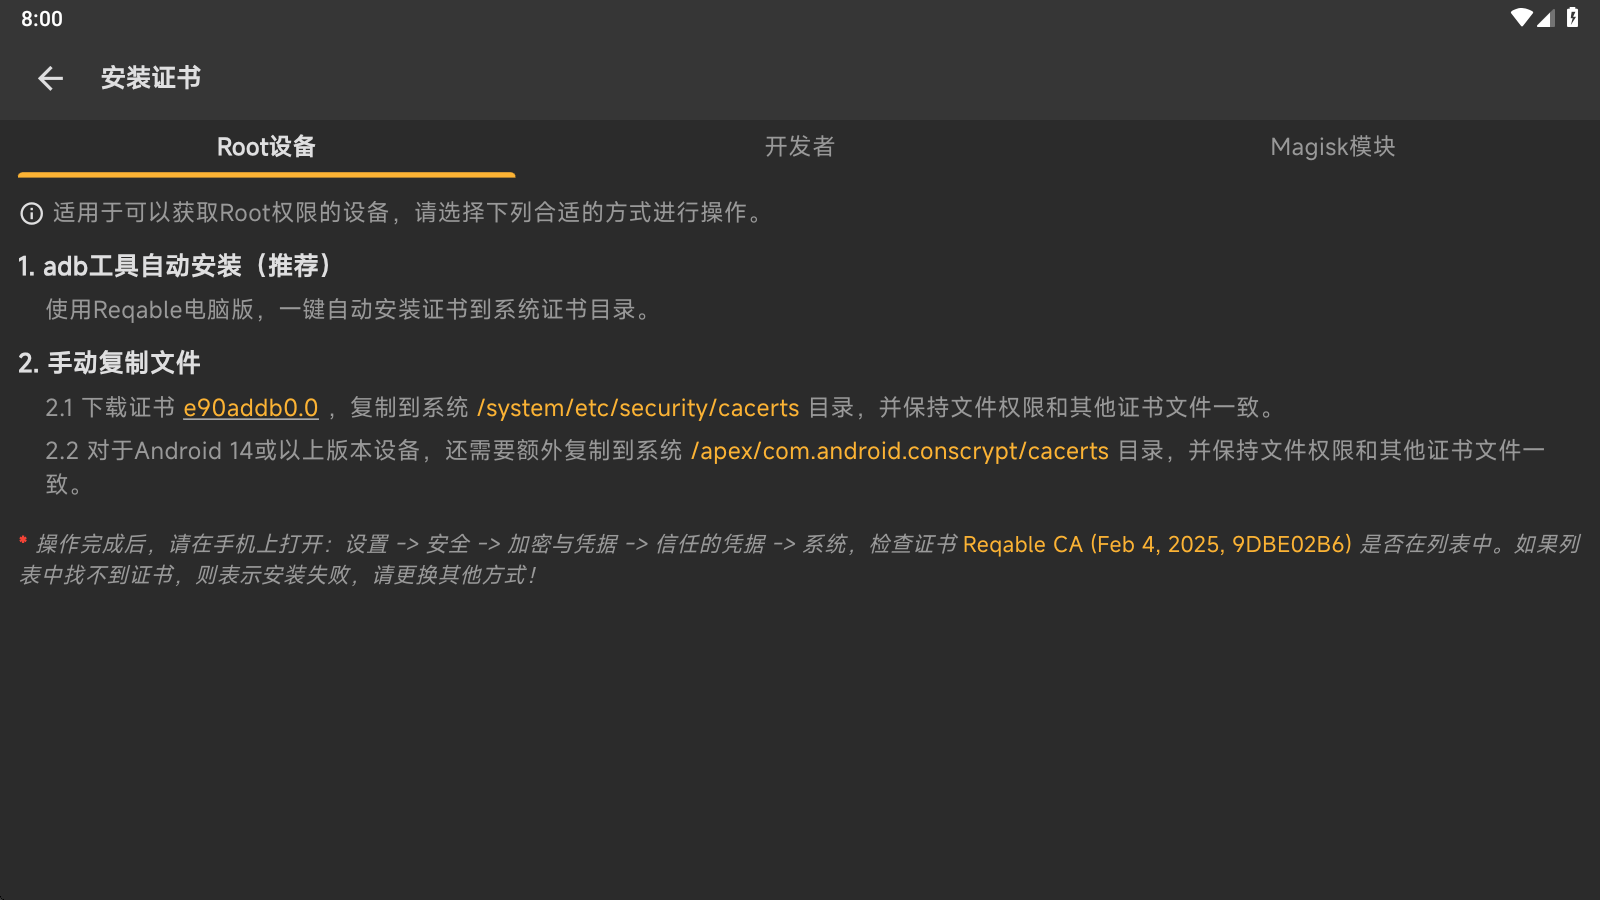 8:00
安装证书
Root设备
开发者
Magisk模块
适用于可以获取Root权限的设备，请选择下列合适的方式进行操作。
1. adb工具自动安装（推荐）
使用Reqable电脑版，一键自动安装证书到系统证书目录。
2. 手动复制文件
2.1 下载证书 e90addb0.0 ，复制到系统 /system/etc/security/cacerts 目录，并保持文件权限和其他证书文件一致。
2.2 对于Android 14或以上版本设备，还需要额外复制到系统 /apex/com.android.conscrypt/cacerts 目录，并保持文件权限和其他证书文件一
致。
* 操作完成后，请在手机上打开：设置 -> 安全 -> 加密与凭据 -> 信任的凭据 -> 系统，检查证书 Reqable CA (Feb 4, 2025, 9DBE02B6) 是否在列表中。如果列
表中找不到证书，则表示安装失败，请更换其他方式！